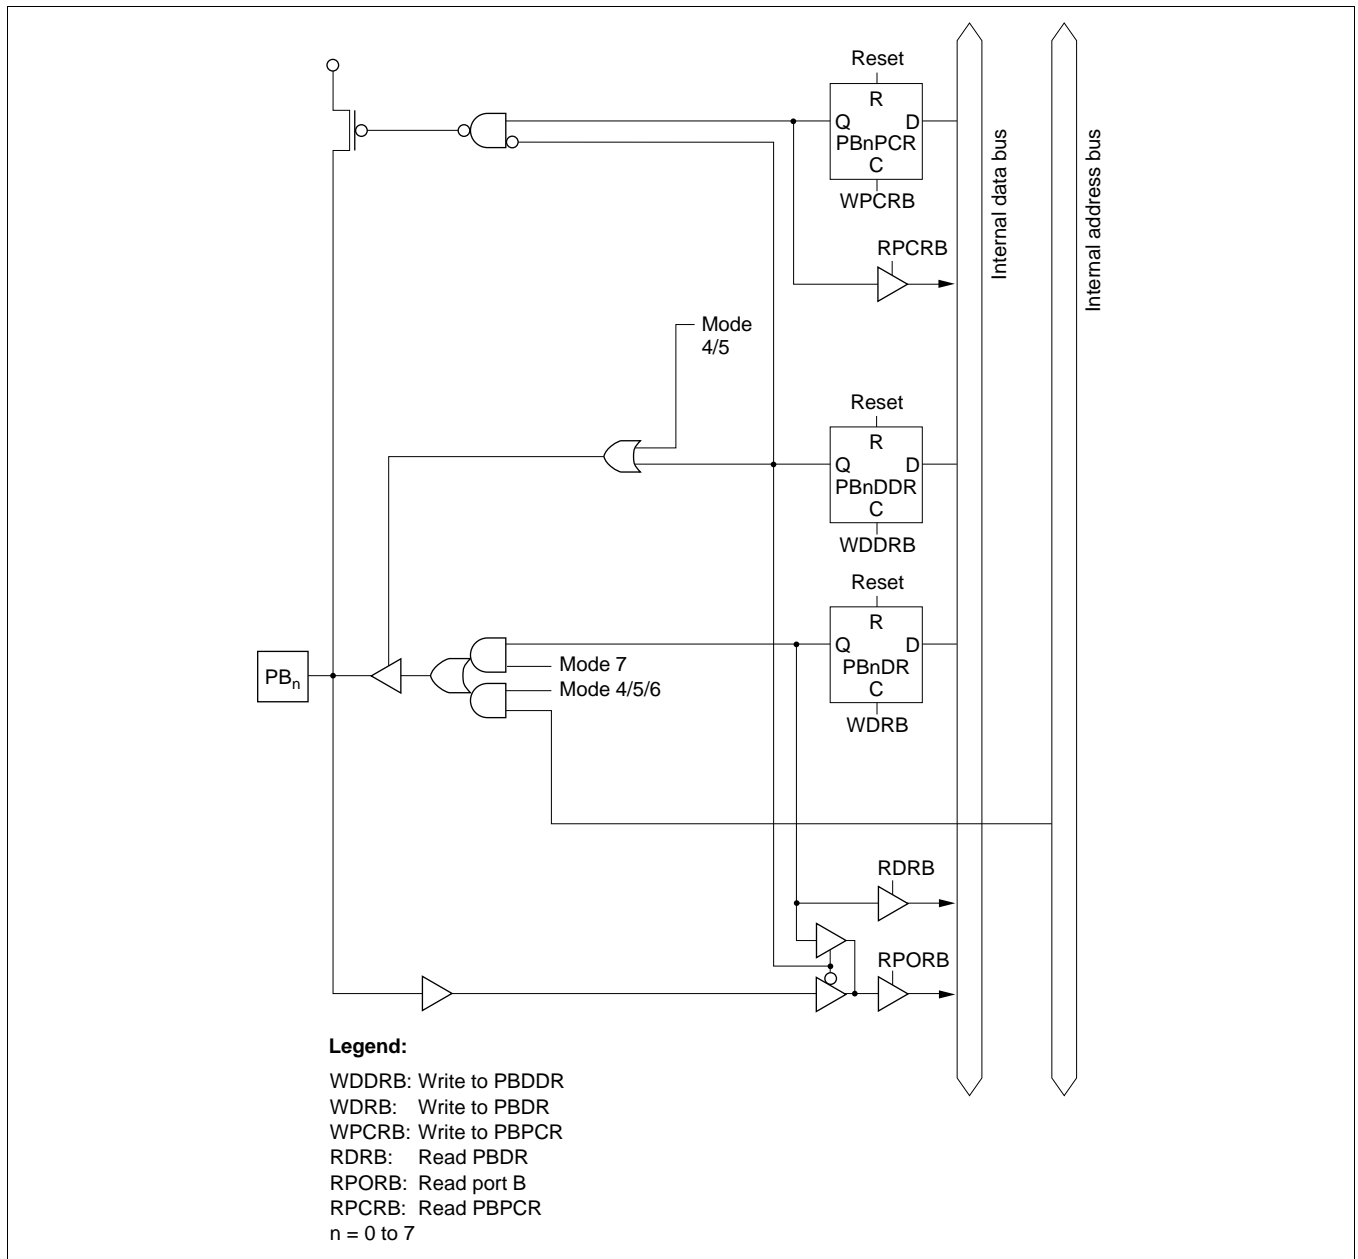 Reset
R
Q D
PBnPCR
C
WPCRB
Internal data bus
Internal address bus
RPCRB
Mode
4/5
Reset
R
Q D
PBnDDR
C
WDDRB
Reset
R
Q D
PBnDR
C
WDRB
PBn
Mode 7
Mode 4/5/6
RDRB
RPORB
Legend:
WDDRB: Write to PBDDR
WDRB: Write to PBDR
WPCRB: Write to PBPCR
RDRB: Read PBDR
RPORB: Read port B
RPCRB: Read PBPCR
n = 0 to 7